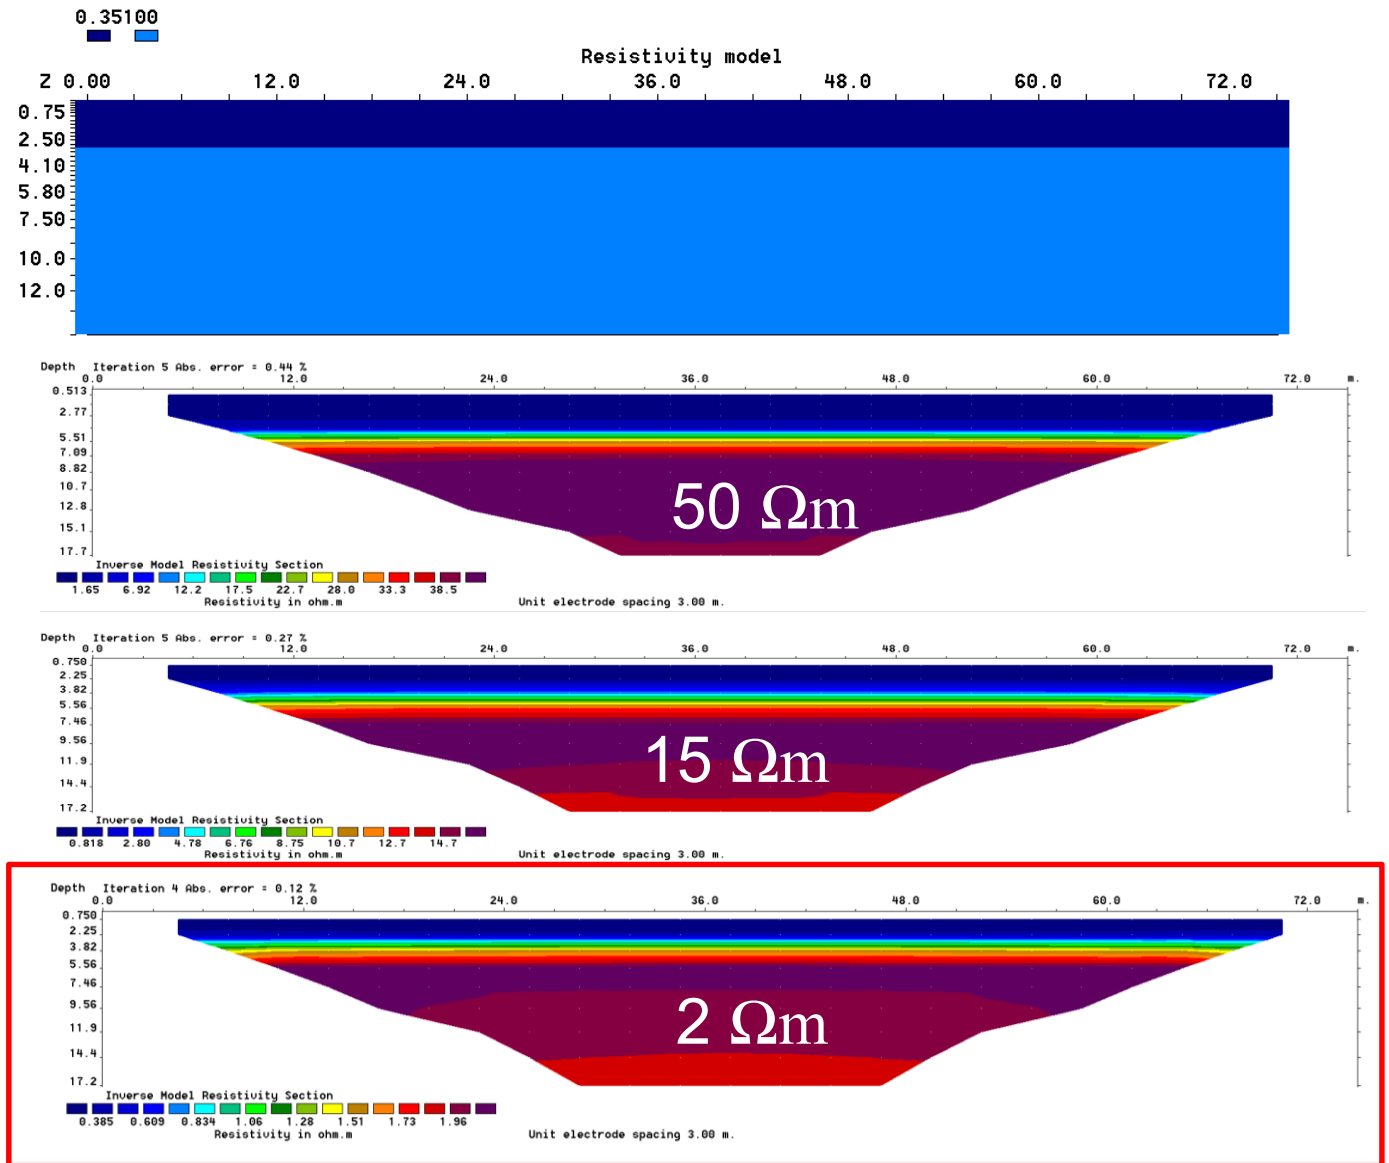 0.35100
Resistivity model
Z 0.00 12.0 24.0 36.0 48.0 60.0 72.0
0.75
2.50
4.10
5.80
7.50
10.0
12.0
Depth Iteration 5 Abs. error = 0.44 %
0.0 12.0 24.0 36.0 48.0 60.0 72.0 m.
0.513
2.77
5.51
7.09
8.82
10.7
12.8
15.1
17.7
50 Ωm
Inverse Model Resistivity Section
1.65 6.92 12.2 17.5 22.7 28.0 33.3 38.5
Resistivity in ohm.m Unit electrode spacing 3.00 m.
Depth Iteration 5 Abs. error = 0.27 %
0.0 12.0 24.0 36.0 48.0 60.0 72.0 m.
0.750
2.25
3.82
5.56
7.46
9.56
11.9
14.4
17.2
15 Ωm
Inverse Model Resistivity Section
0.818 2.80 4.78 6.76 8.75 10.7 12.7 14.7
Resistivity in ohm.m Unit electrode spacing 3.00 m.
Depth Iteration 4 Abs. error = 0.12 %
0.0 12.0 24.0 36.0 48.0 60.0 72.0 m.
0.750
2.25
3.82
5.56
7.46
9.56
11.9
14.4
17.2
2 Ωm
Inverse Model Resistivity Section
0.385 0.609 0.834 1.06 1.28 1.51 1.73 1.96
Resistivity in ohm.m Unit electrode spacing 3.00 m.